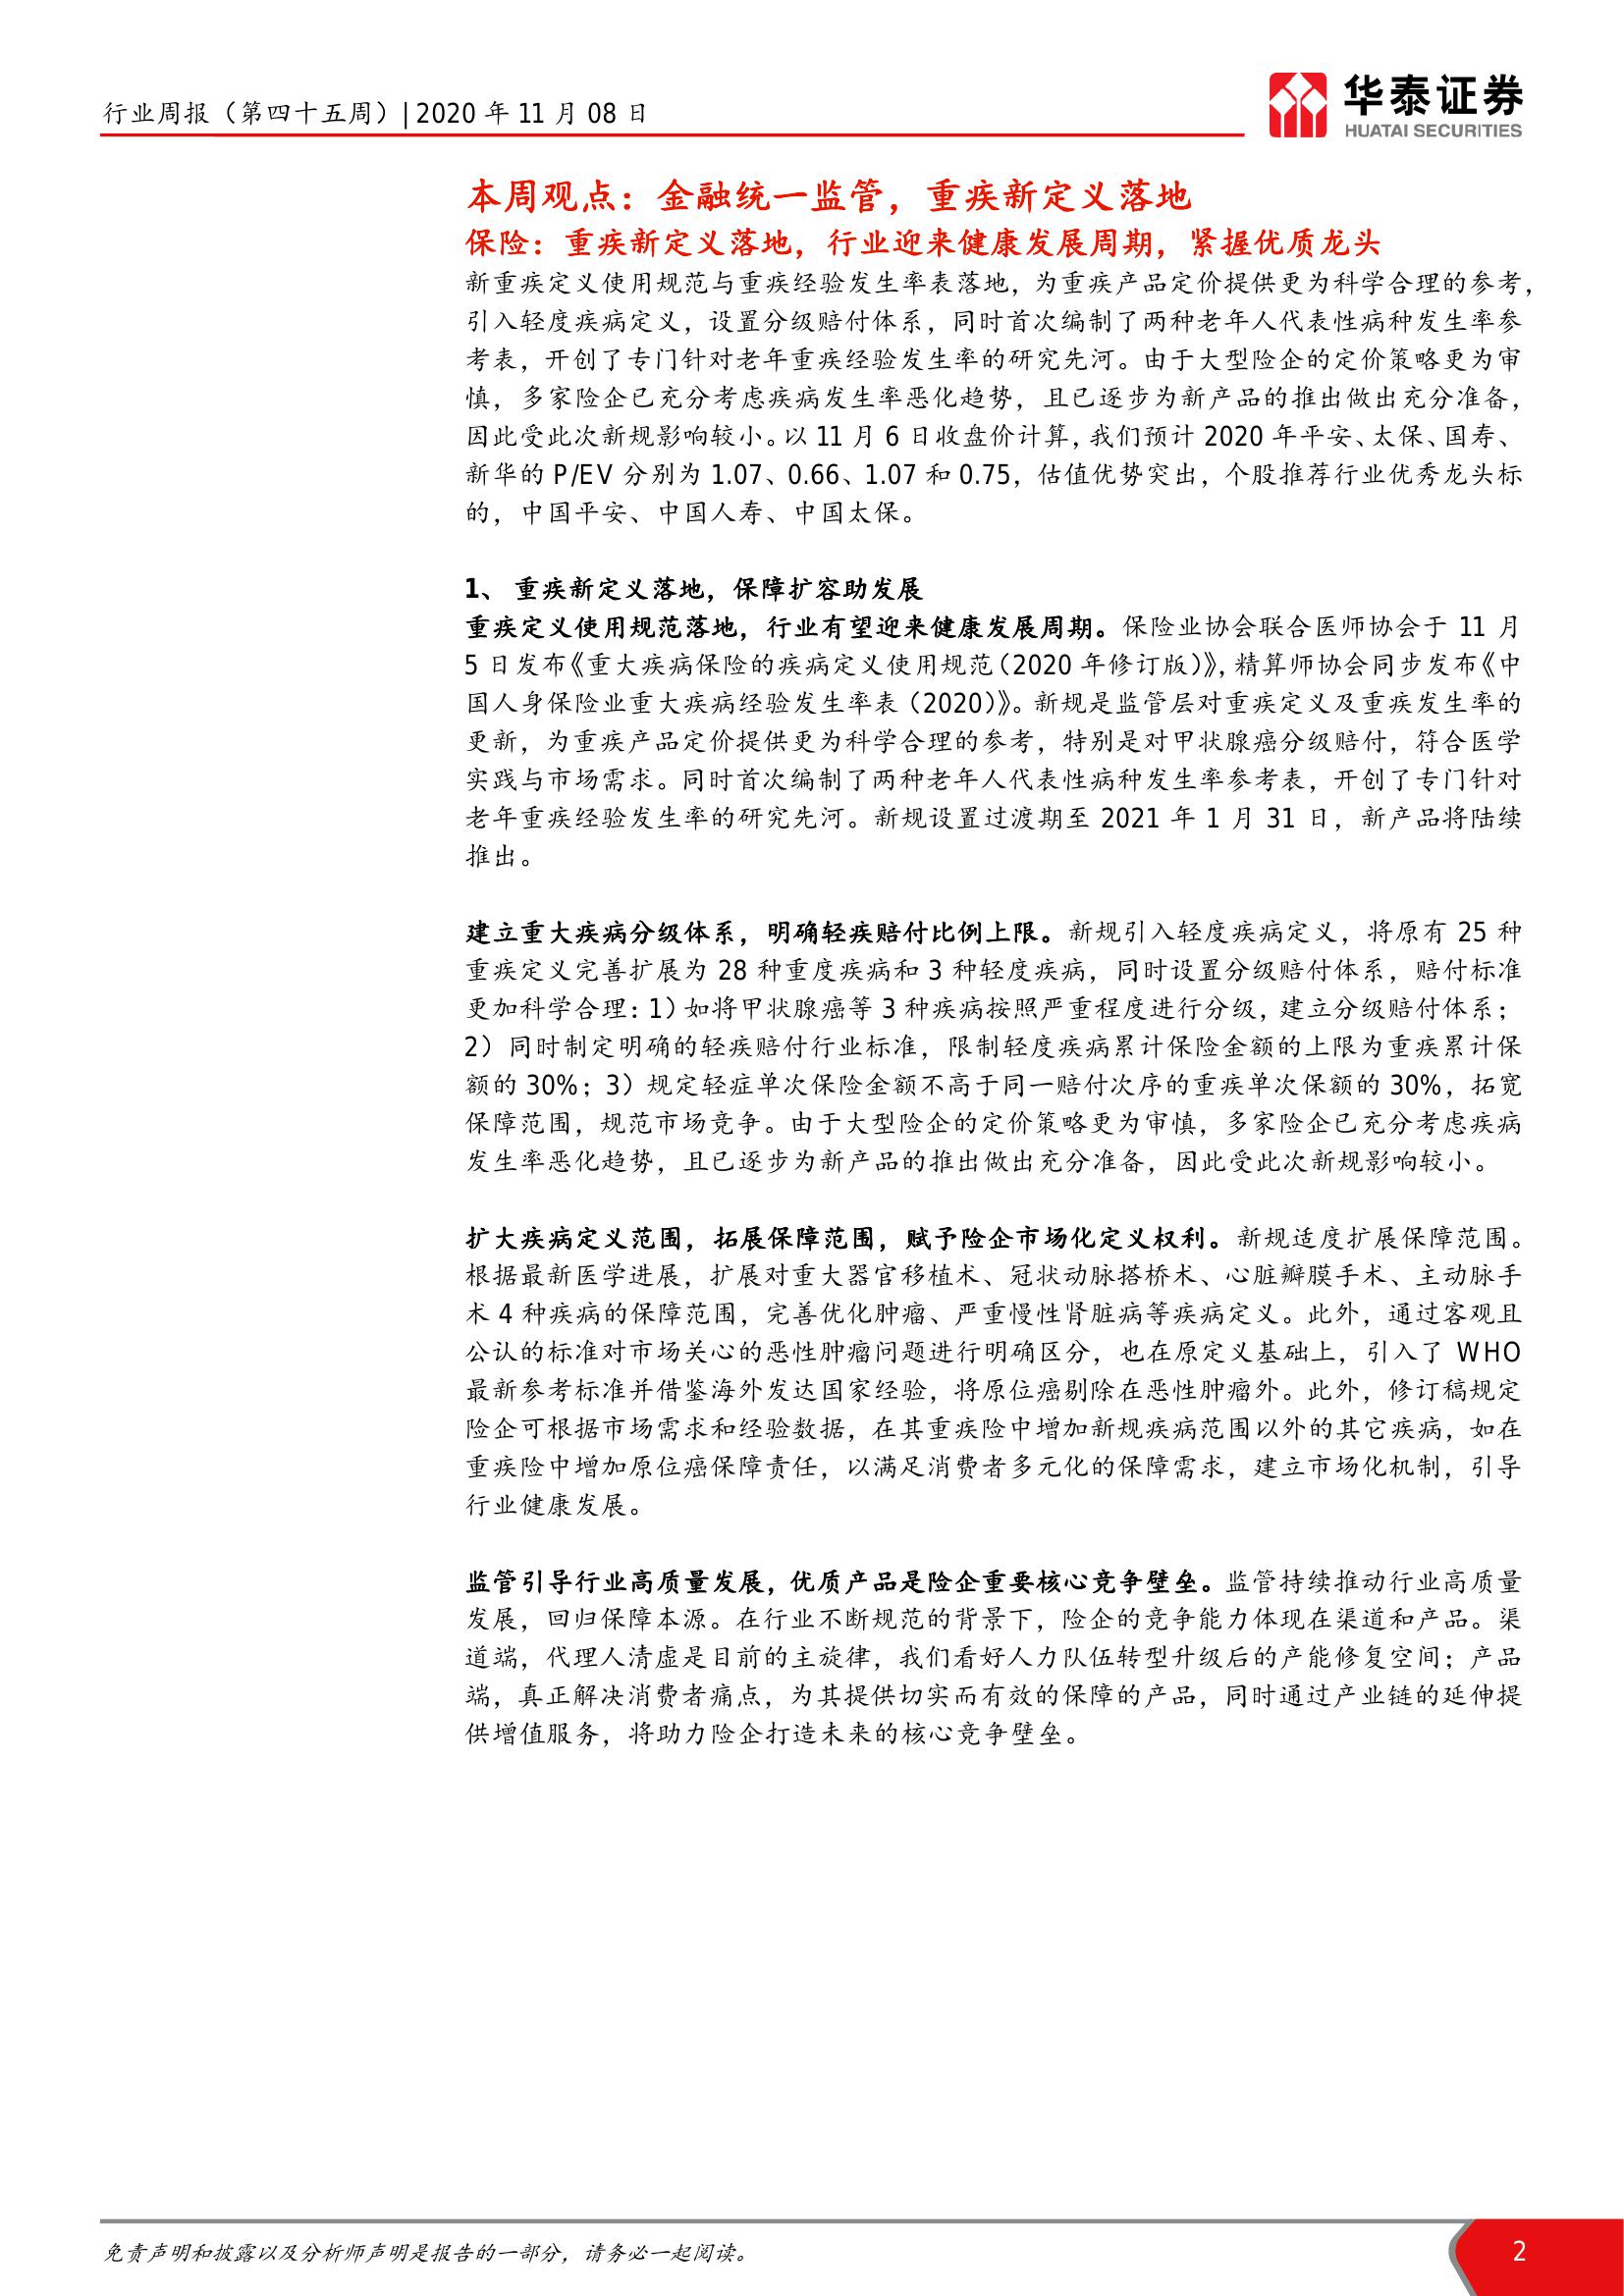 行业周报（第四十五周）| 2020 年 11 月 08 日
华泰证券
HUATAI SECURITIES
本周观点：金融统一监管，重疾新定义落地
保险：重疾新定义落地，行业迎来健康发展周期，紧握优质龙头
新重疾定义使用规范与重疾经验发生率表落地，为重疾产品定价提供更为科学合理的参考，
引入轻度疾病定义，设置分级赔付体系，同时首次编制了两种老年人代表性病种发生率参
考表，开创了专门针对老年重疾经验发生率的研究先河。由于大型险企的定价策略更为审
慎，多家险企已充分考虑疾病发生率恶化趋势，且已逐步为新产品的推出做出充分准备，
因此受此次新规影响较小。以 11 月 6 日收盘价计算，我们预计 2020 年平安、太保、国寿、
新华的 P/EV 分别为 1.07、0.66、1.07 和 0.75，估值优势突出，个股推荐行业优秀龙头标
的，中国平安、中国人寿、中国太保。
1、 重疾新定义落地，保障扩容助发展
重疾定义使用规范落地，行业有望迎来健康发展周期。保险业协会联合医师协会于 11 月
5 日发布《重大疾病保险的疾病定义使用规范（2020 年修订版）》，精算师协会同步发布《中
国人身保险业重大疾病经验发生率表（2020）》。新规是监管层对重疾定义及重疾发生率的
更新，为重疾产品定价提供更为科学合理的参考，特别是对甲状腺癌分级赔付，符合医学
实践与市场需求。同时首次编制了两种老年人代表性病种发生率参考表，开创了专门针对
老年重疾经验发生率的研究先河。新规设置过渡期至 2021 年 1 月 31 日，新产品将陆续
推出。
建立重大疾病分级体系，明确轻疾赔付比例上限。新规引入轻度疾病定义，将原有 25 种
重疾定义完善扩展为 28 种重度疾病和 3 种轻度疾病，同时设置分级赔付体系，赔付标准
更加科学合理：1）如将甲状腺癌等 3 种疾病按照严重程度进行分级，建立分级赔付体系；
2）同时制定明确的轻疾赔付行业标准，限制轻度疾病累计保险金额的上限为重疾累计保
额的 30%；3）规定轻症单次保险金额不高于同一赔付次序的重疾单次保额的 30%，拓宽
保障范围，规范市场竞争。由于大型险企的定价策略更为审慎，多家险企已充分考虑疾病
发生率恶化趋势，且已逐步为新产品的推出做出充分准备，因此受此次新规影响较小。
扩大疾病定义范围，拓展保障范围，赋予险企市场化定义权利。新规适度扩展保障范围。
根据最新医学进展，扩展对重大器官移植术、冠状动脉搭桥术、心脏瓣膜手术、主动脉手
术 4 种疾病的保障范围，完善优化肿瘤、严重慢性肾脏病等疾病定义。此外，通过客观且
公认的标准对市场关心的恶性肿瘤问题进行明确区分，也在原定义基础上，引入了 WHO
最新参考标准并借鉴海外发达国家经验，将原位癌剔除在恶性肿瘤外。此外，修订稿规定
险企可根据市场需求和经验数据，在其重疾险中增加新规疾病范围以外的其它疾病，如在
重疾险中增加原位癌保障责任，以满足消费者多元化的保障需求，建立市场化机制，引导
行业健康发展。
监管引导行业高质量发展，优质产品是险企重要核心竞争壁垒。监管持续推动行业高质量
发展，回归保障本源。在行业不断规范的背景下，险企的竞争能力体现在渠道和产品。渠
道端，代理人清虚是目前的主旋律，我们看好人力队伍转型升级后的产能修复空间；产品
端，真正解决消费者痛点，为其提供切实而有效的保障的产品，同时通过产业链的延伸提
供增值服务，将助力险企打造未来的核心竞争壁垒。
免责声明和披露以及分析师声明是报告的一部分，请务必一起阅读。
2